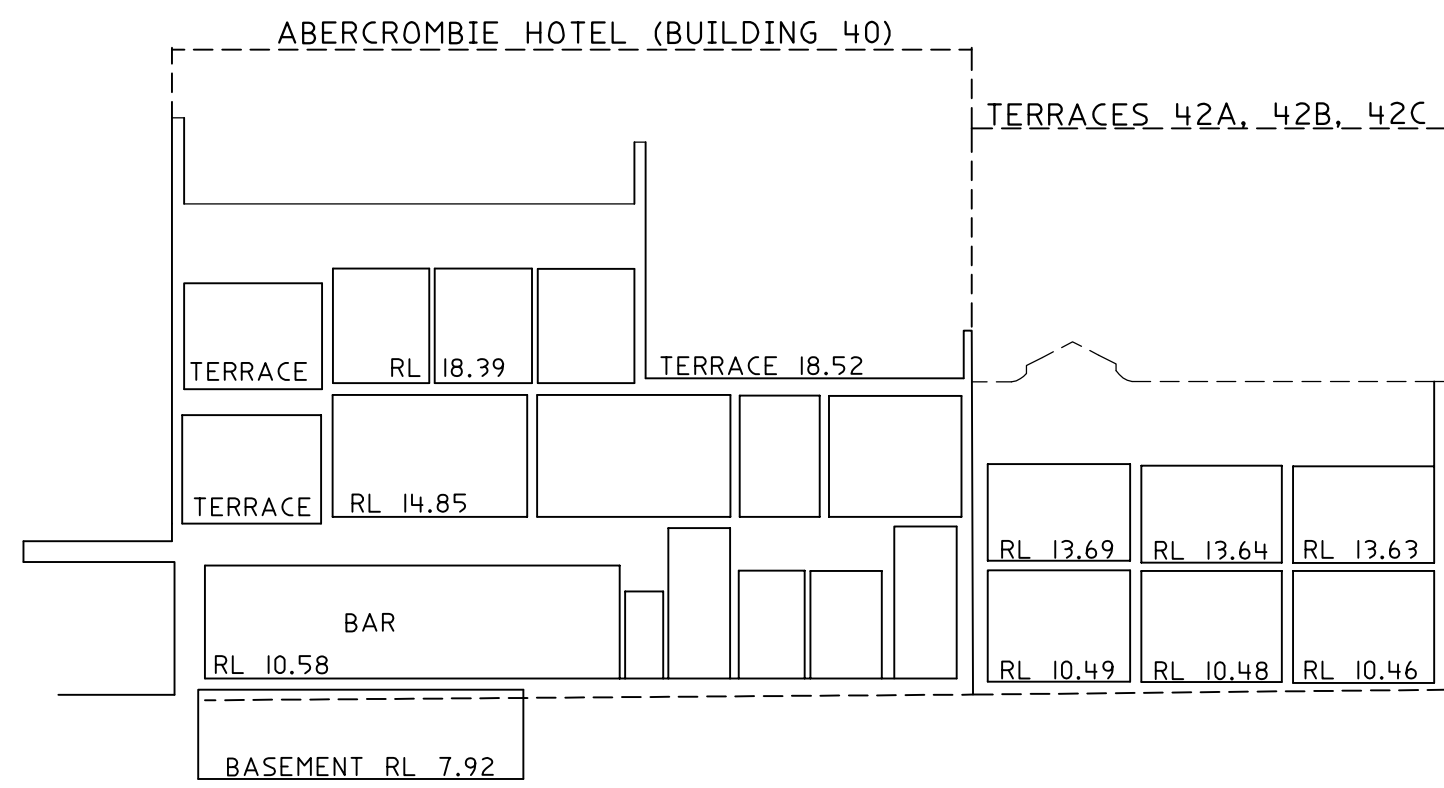 ABERCROMBIE HOTEL (BUILDING 40)
TERRACES 42A, 42B, 42C
TERRACE
RL 18.39
TERRACE 18.52
TERRACE
RL 14.85
RL 13.69
RL 13.64
RL 13.63
BAR
RL 10.58
RL 10.49
RL 10.48
RL 10.46
BASEMENT RL 7.92